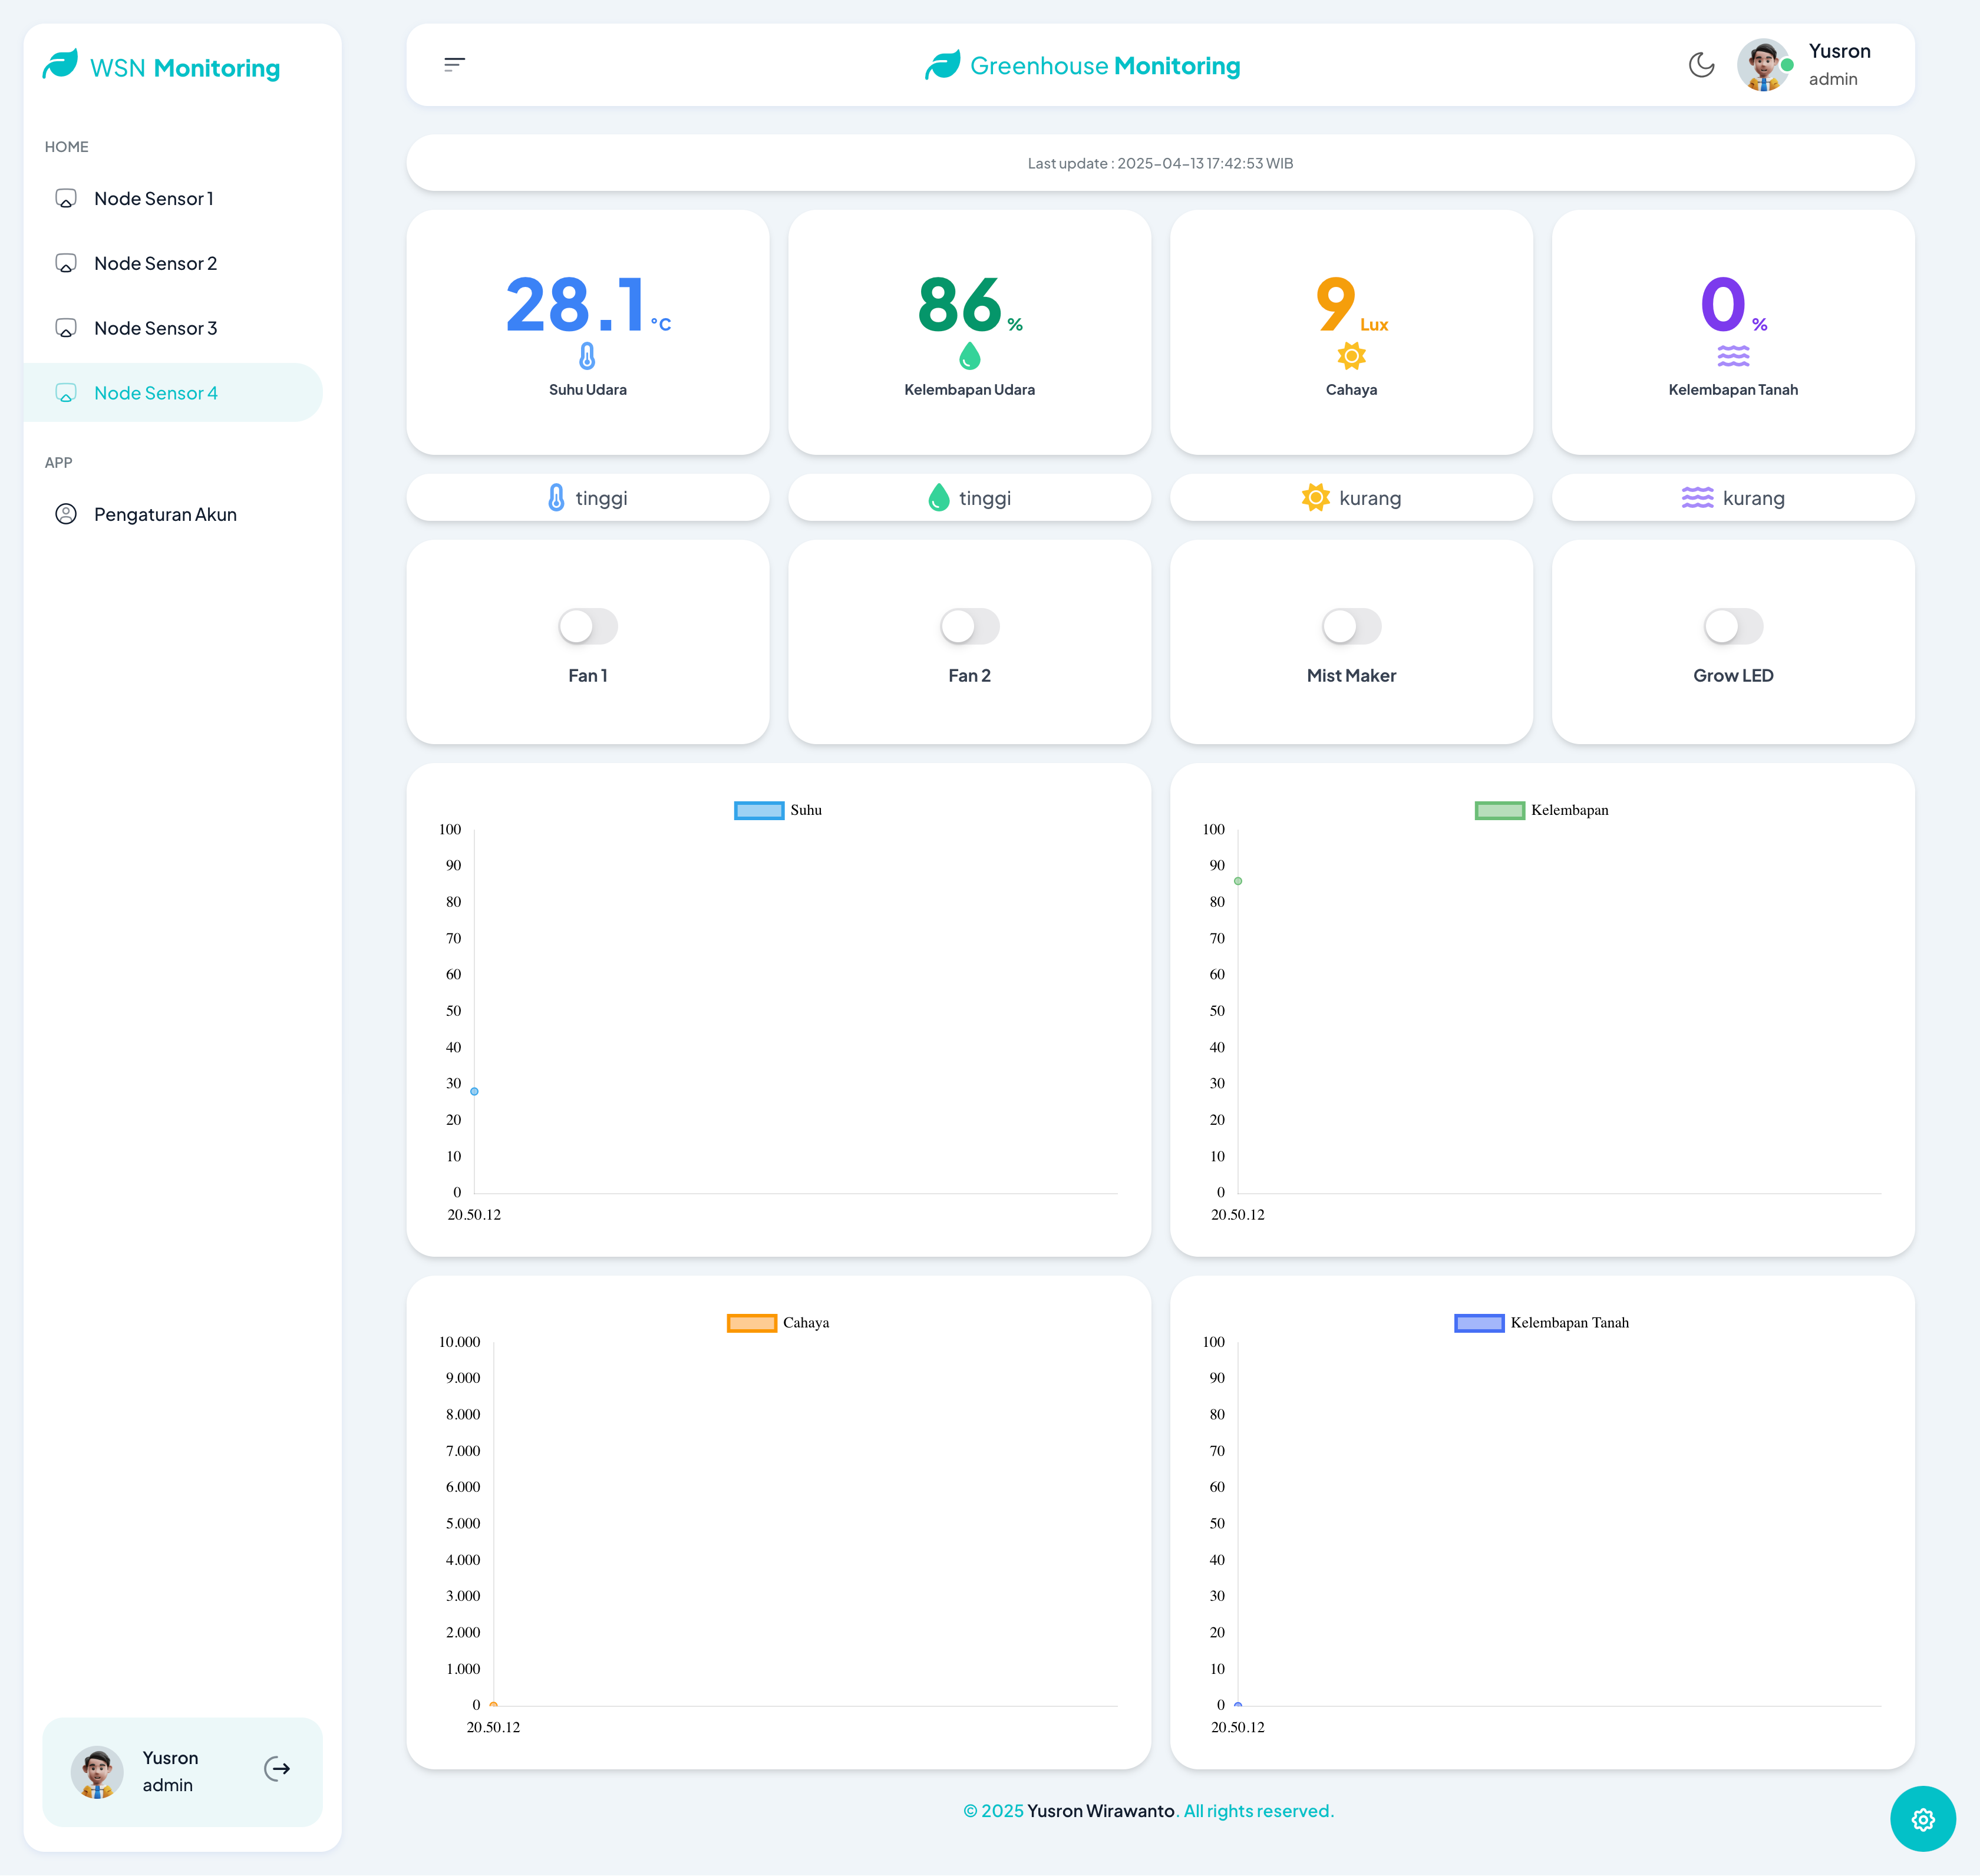 WSN Monitoring
HOME
Node Sensor 1
Node Sensor 2
Node Sensor 3
Node Sensor 4
APP
Pengaturan Akun
Yusron
admin
Greenhouse Monitoring
Yusron
admin
Last update : 2025-04-13 17:42:53 WIB
28.1 °C
Suhu Udara
86 %
Kelembapan Udara
9 Lux
Cahaya
0 %
Kelembapan Tanah
tinggi
tinggi
kurang
kurang
Fan 1
Fan 2
Mist Maker
Grow LED
Suhu
100
90
80
70
60
50
40
30
20
10
0
20.50.12
Kelembapan
100
90
80
70
60
50
40
30
20
10
0
20.50.12
Cahaya
10.000
9.000
8.000
7.000
6.000
5.000
4.000
3.000
2.000
1.000
0
20.50.12
Kelembapan Tanah
100
90
80
70
60
50
40
30
20
10
0
20.50.12
© 2025 Yusron Wirawanto. All rights reserved.